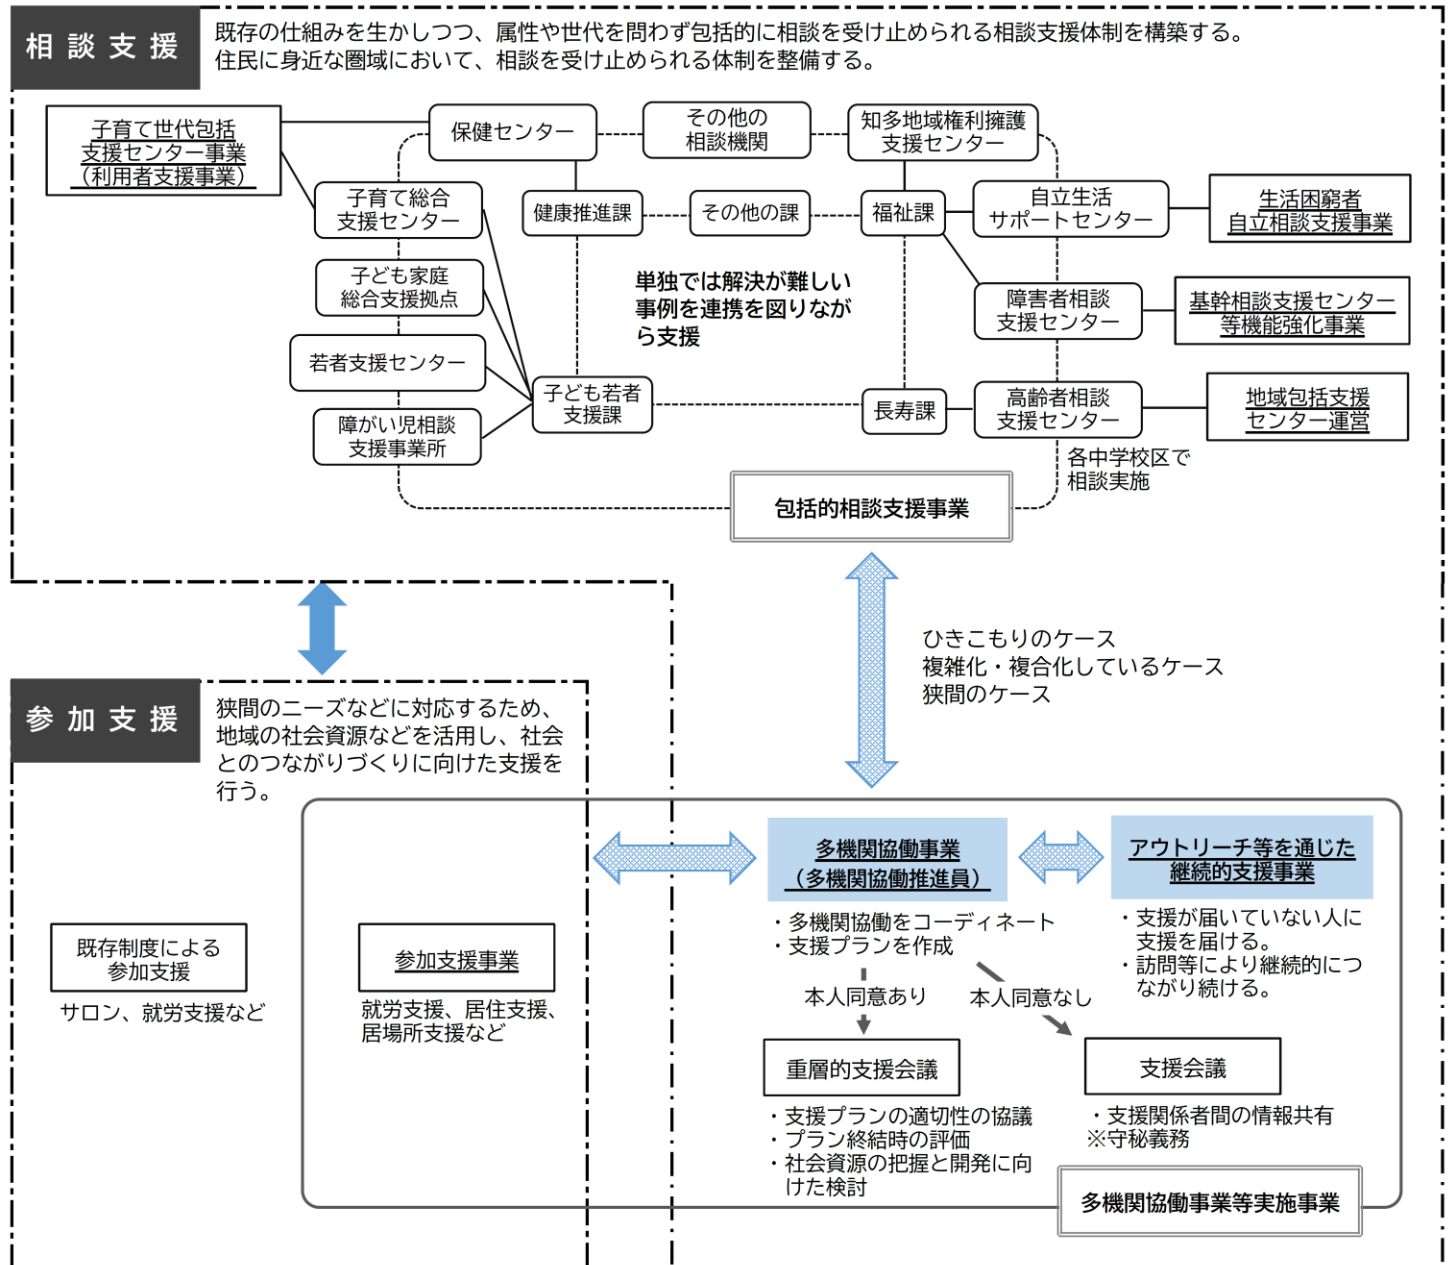 相談支援
既存の仕組みを生かしつつ、属性や世代を問わず包括的に相談を受け止められる相談支援体制を構築する。
住民に身近な圏域において、相談を受け止められる体制を整備する。
子育て世代包括
支援センター事業
（利用者支援事業）
保健センター
その他の
相談機関
知多地域権利擁護
支援センター
子育て総合
支援センター
健康推進課
その他の課
福祉課
自立生活
サポートセンター
生活困窮者
自立相談支援事業
子ども家庭
総合支援拠点
単独では解決が難しい
事例を連携を図りなが
ら支援
障害者相談
支援センター
基幹相談支援センター
等機能強化事業
若者支援センター
子ども若者
支援課
長寿課
高齢者相談
支援センター
地域包括支援
センター運営
障がい児相談
支援事業所
各中学校区で
相談実施
包括的相談支援事業
ひきこもりのケース
複雑化・複合化しているケース
狭間のケース
参加支援
狭間のニーズなどに対応するため、
地域の社会資源などを活用し、社会
とのつながりづくりに向けた支援を
行う。
既存制度による
参加支援
サロン、就労支援など
参加支援事業
就労支援、居住支援、
居場所支援など
多機関協働事業
（多機関協働推進員）
・多機関協働をコーディネート
・支援プランを作成
アウトリーチ等を通じた
継続的支援事業
・支援が届いていない人に
支援を届ける。
・訪問等により継続的につ
ながり続ける。
本人同意あり
本人同意なし
重層的支援会議
・支援プランの適切性の協議
・プラン終結時の評価
・社会資源の把握と開発に向
けた検討
支援会議
・支援関係者間の情報共有
※守秘義務
多機関協働事業等実施事業